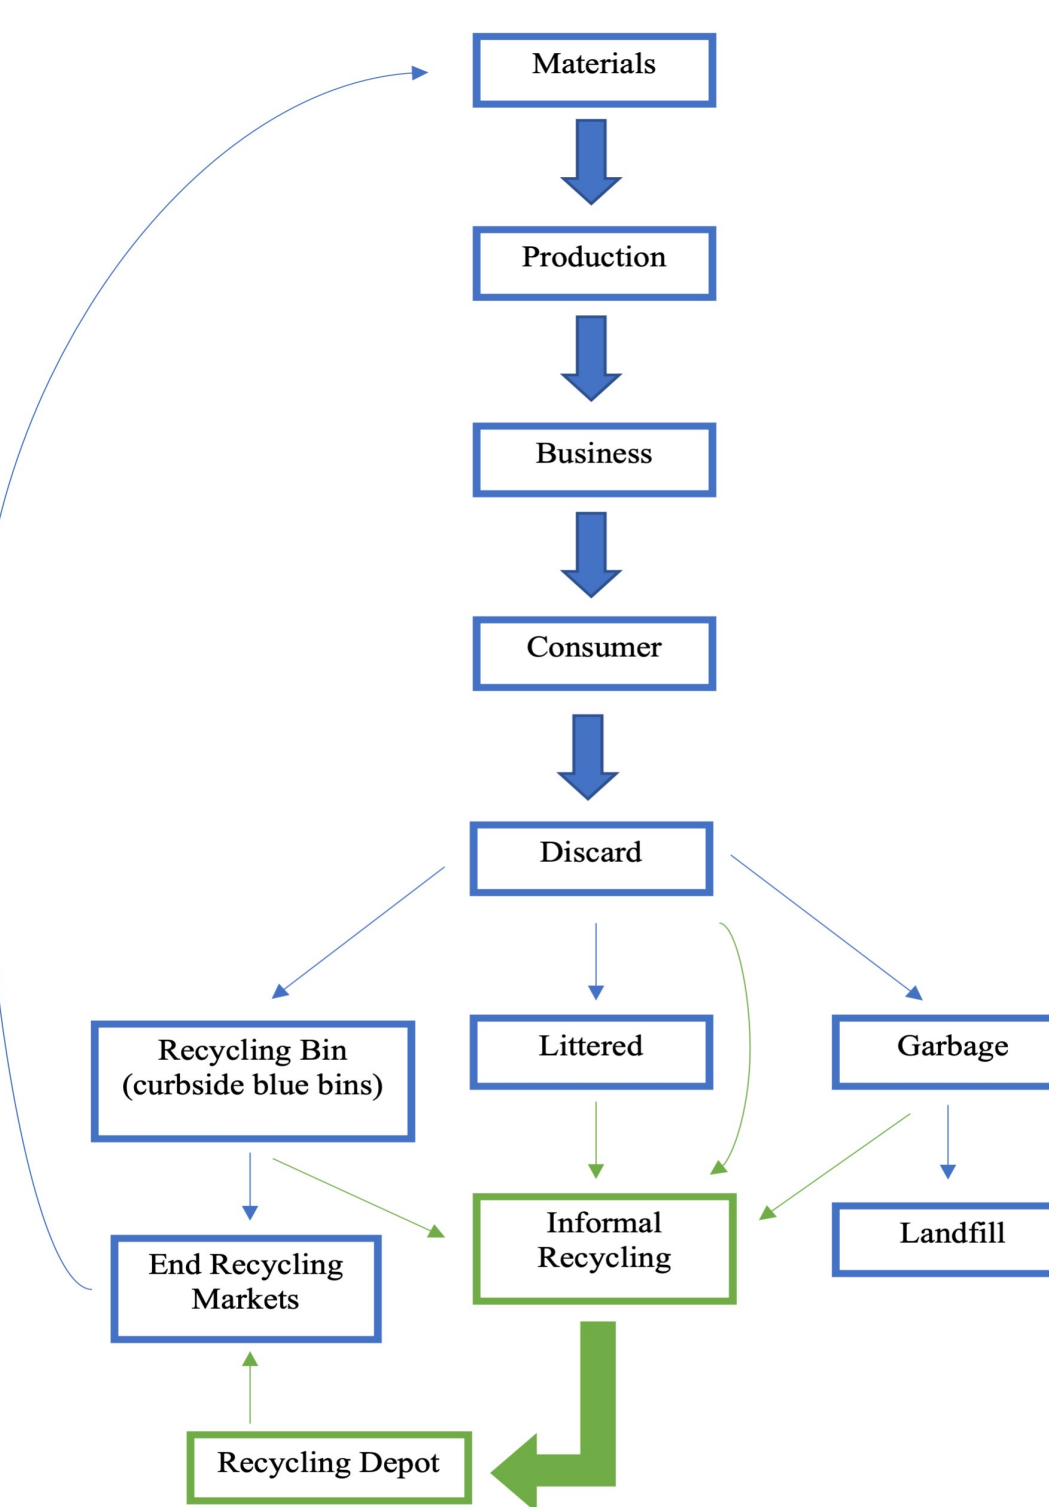 Materials
Production
Business
Consumer
Discard
Recycling Bin
(curbside blue bins)
Littered
Garbage
End Recycling
Markets
Informal
Recycling
Landfill
Recycling Depot